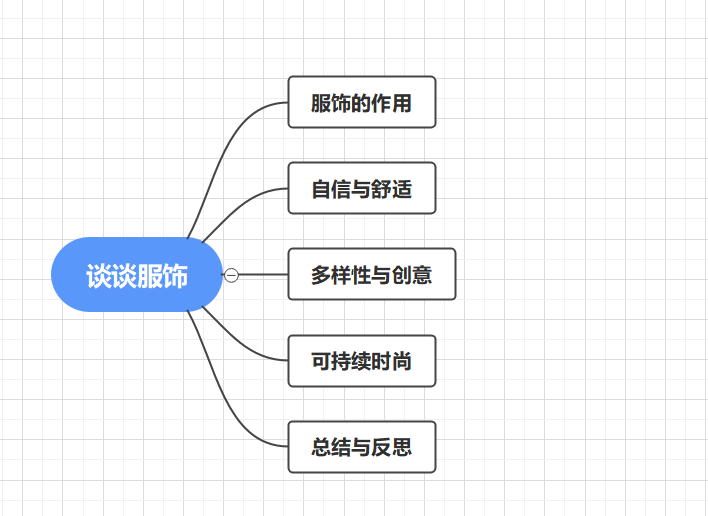 谈谈服饰
服饰的作用
自信与舒适
多样性与创意
可持续时尚
总结与反思